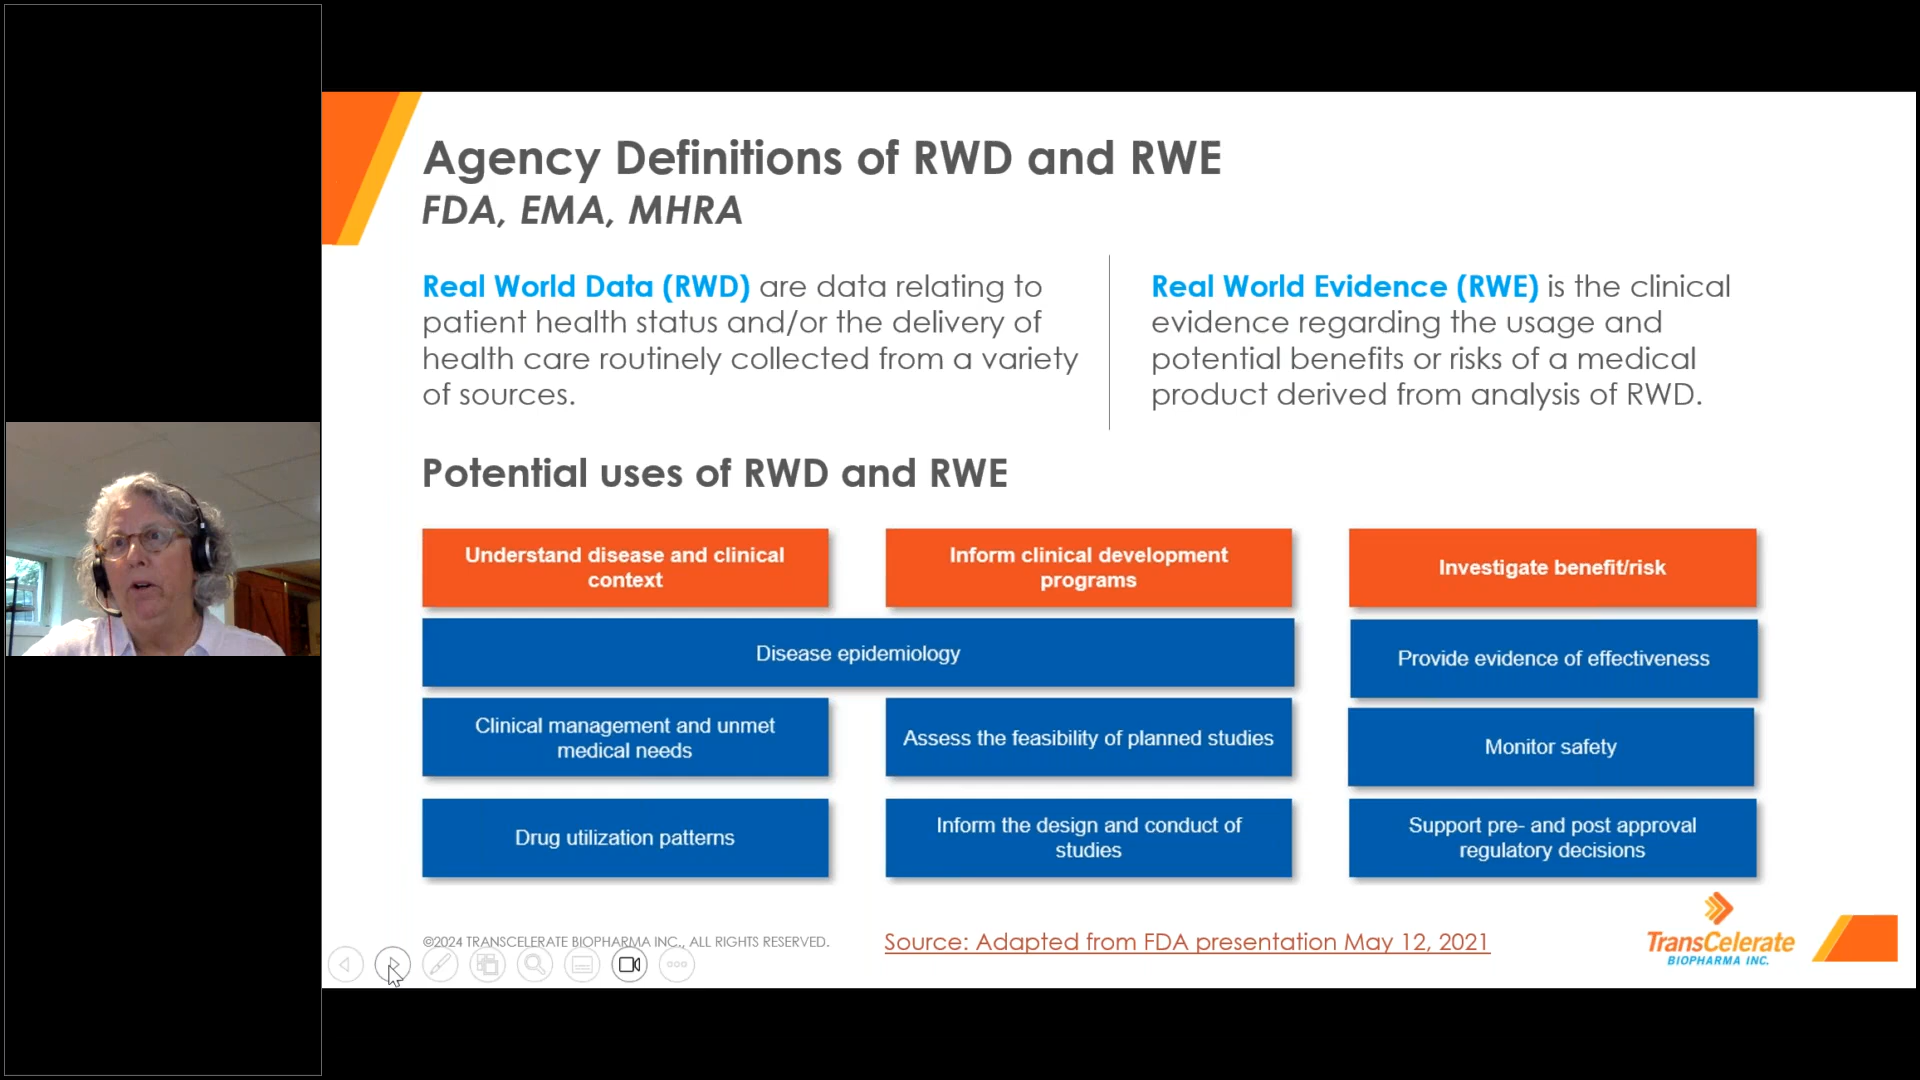 Agency Definitions of RWD and RWE
FDA, EMA, MHRA
Real World Data (RWD) are data relating to
patient health status and/or the delivery of
health care routinely collected from a variety
of sources.
Real World Evidence (RWE) is the clinical
evidence regarding the usage and
potential benefits or risks of a medical
product derived from analysis of RWD.
Potential uses of RWD and RWE
Understand disease and clinical
context
Inform clinical development
programs
Investigate benefit/risk
Disease epidemiology
Provide evidence of effectiveness
Clinical management and unmet
medical needs
Assess the feasibility of planned studies
Monitor safety
Drug utilization patterns
Inform the design and conduct of
studies
Support pre- and post approval
regulatory decisions
©2024 TRANSCELERATE BIOPHARMA INC., ALL RIGHTS RESERVED.
Source: Adapted from FDA presentation May 12, 2021
TransCelerate
BIOPHARMA INC.